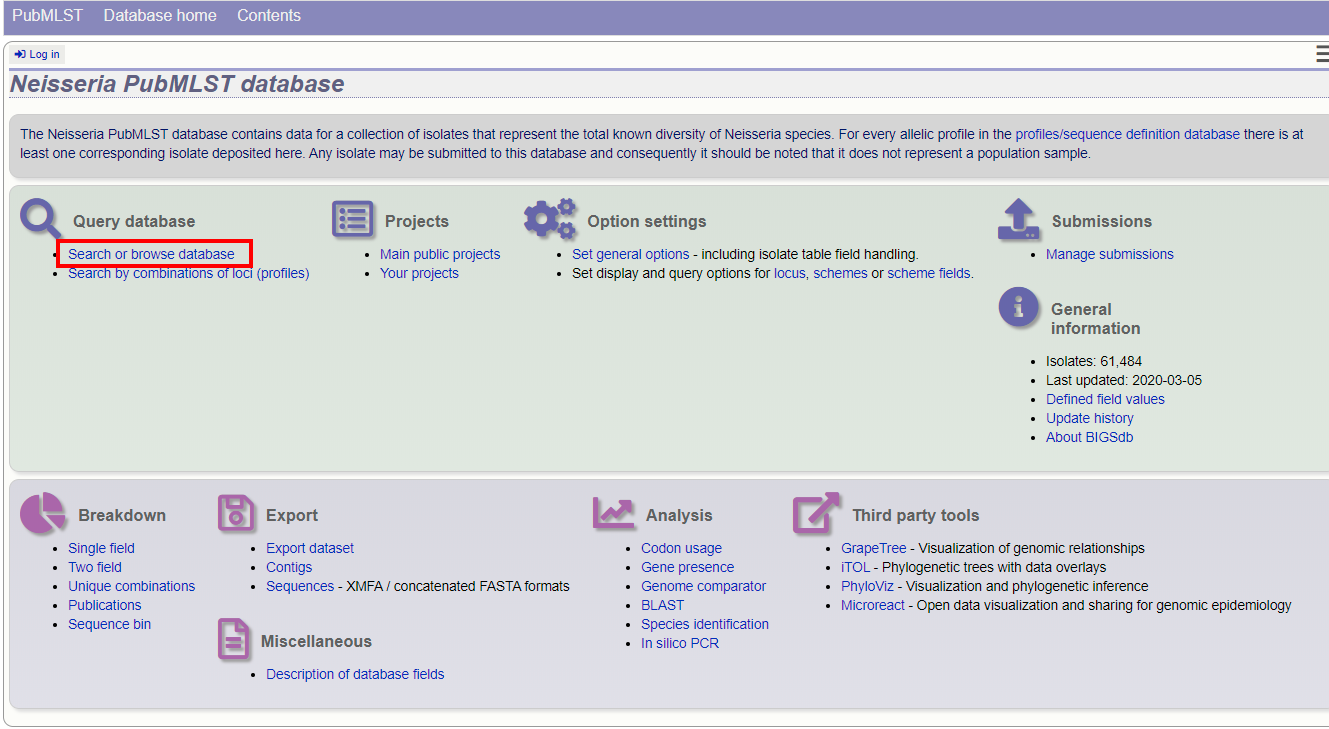 PubMLST Database home Contents
Log in
Neisseria PubMLST database
The Neisseria PubMLST database contains data for a collection of isolates that represent the total known diversity of Neisseria species. For every allelic profile in the profiles/sequence definition database there is at
least one corresponding isolate deposited here. Any isolate may be submitted to this database and consequently it should be noted that it does not represent a population sample.
Query database
Search or browse database
Search by combinations of loci (profiles)
Projects
Main public projects
Your projects
Option settings
Set general options - including isolate table field handling.
Set display and query options for locus, schemes or scheme fields.
Submissions
Manage submissions
General
information
Isolates: 61,484
Last updated: 2020-03-05
Defined field values
Update history
About BIGSdb
Breakdown
Single field
Two field
Unique combinations
Publications
Sequence bin
Export
Export dataset
Contigs
Sequences - XMFA / concatenated FASTA formats
Miscellaneous
Description of database fields
Analysis
Codon usage
Gene presence
Genome comparator
BLAST
Species identification
In silico PCR
Third party tools
GrapeTree - Visualization of genomic relationships
iTOL - Phylogenetic trees with data overlays
PhyloViz - Visualization and phylogenetic inference
Microreact - Open data visualization and sharing for genomic epidemiology